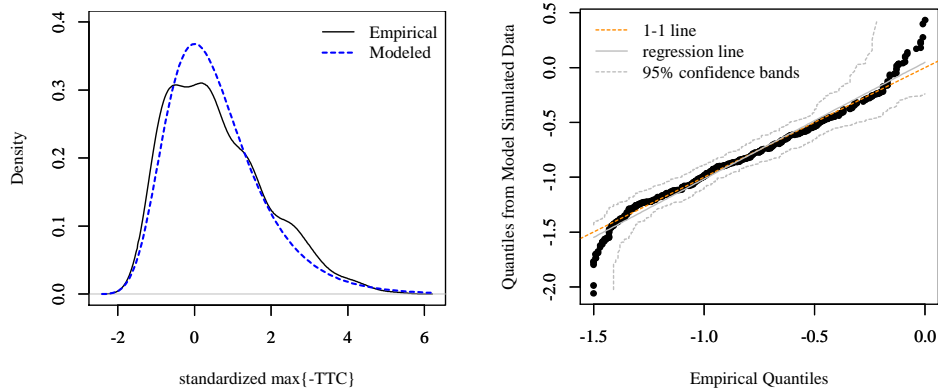 Density
0.0
0.1
0.2
0.3
0.4
Empirical
Modeled
-2
0
2
4
6
standardized max{-TTC}
Quantiles from Model Simulated Data
-2.0
-1.5
-1.0
-0.5
0.0
1-1 line
regression line
95% confidence bands
-1.5
-1.0
-0.5
0.0
Empirical Quantiles